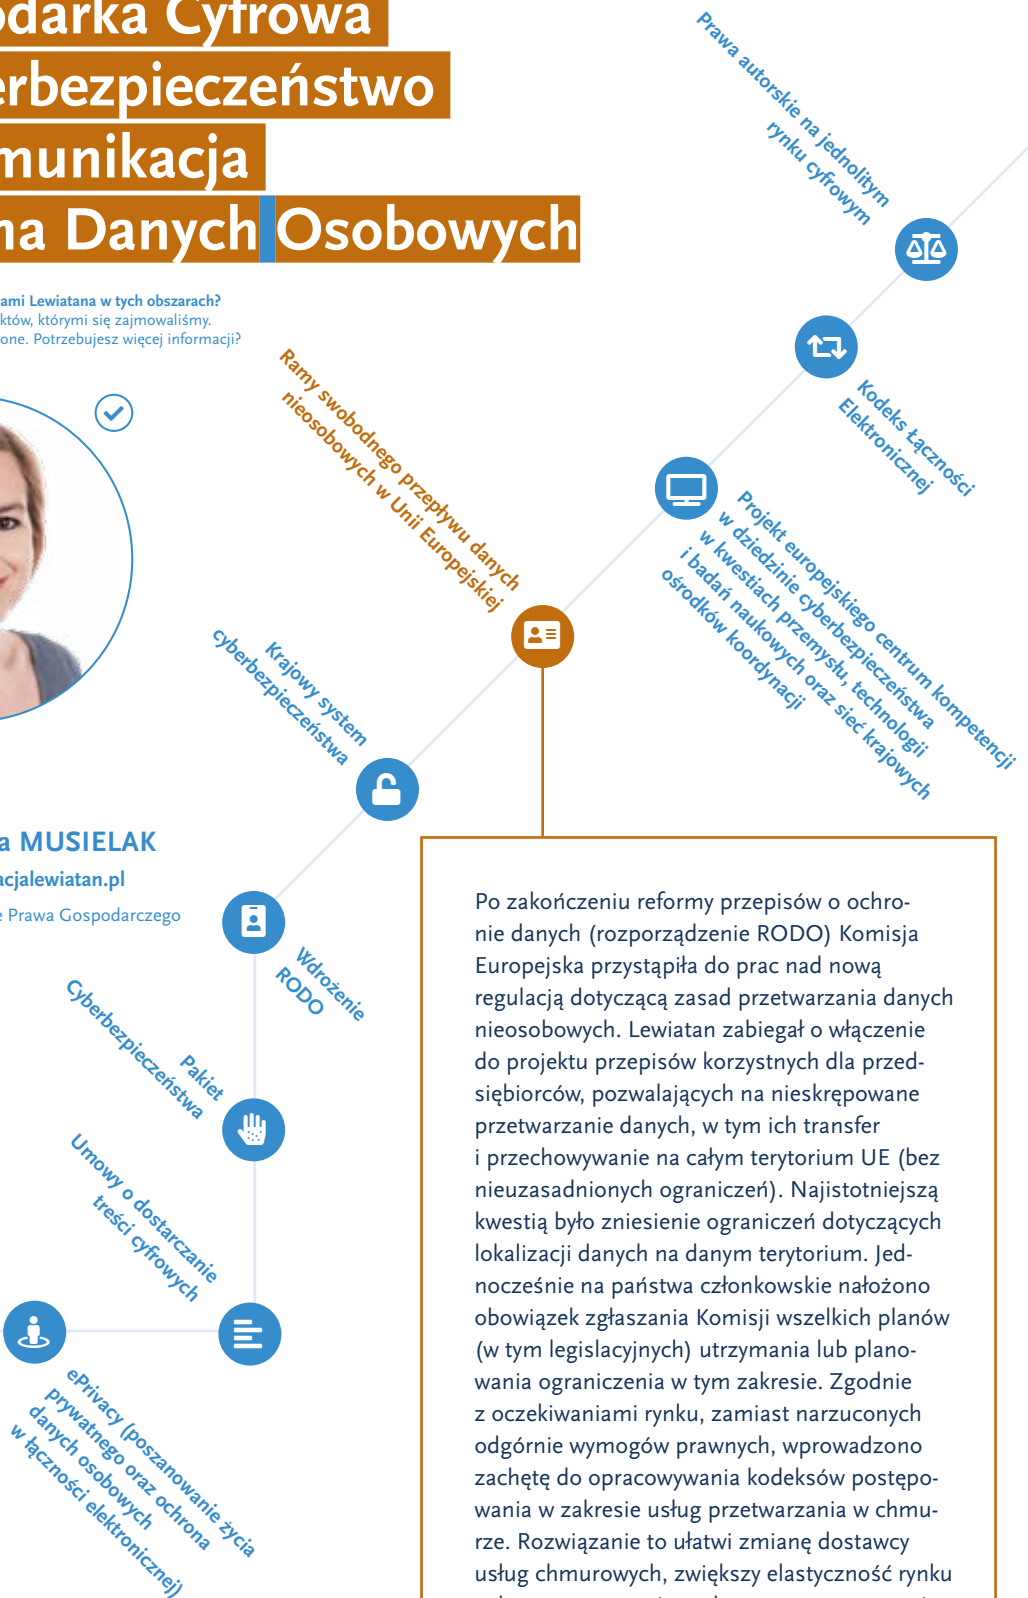 odarka Cyfrowa
erbezpieczeństwo
munikacja
na Danych Osobowych
ami Lewiatana w tych obszarach?
któw, którymi się zajmowaliśmy.
one. Potrzebujesz więcej informacji?
Prawa autorskie na jednolitym
rynku cyfrowym
Kodeks Łączności
Elektronicznej
Projekt europejskiego centrum kompetencji
w dziedzinie cyberbezpieczeństwa
w kwestiach przemysłu, technologii
i badań naukowych oraz sieć krajowych
ośrodków koordynacji
Ramy swobodnego przepływu danych
nieosobowych w Unii Europejskiej
Krajowy system
cyberbezpieczeństwa
a MUSIELAK
acjalewiatan.pl
e Prawa Gospodarczego
Wdrożenie
RODO
Pakiet
Cyberbezpieczeństwa
Umowy o dostarczanie
treści cyfrowych
ePrivacy (poszanowanie życia
prywatnego oraz ochrona
danych osobowych
w łączności elektronicznej)
Po zakończeniu reformy przepisów o ochro-
nie danych (rozporządzenie RODO) Komisja
Europejska przystąpiła do prac nad nową
regulacją dotyczącą zasad przetwarzania danych
nieosobowych. Lewiatan zabiegał o włączenie
do projektu przepisów korzystnych dla przed-
siębiorców, pozwalających na nieskrępowane
przetwarzanie danych, w tym ich transfer
i przechowywanie na całym terytorium UE (bez
nieuzasadnionych ograniczeń). Najistotniejszą
kwestią było zniesienie ograniczeń dotyczących
lokalizacji danych na danym terytorium. Jed-
nocześnie na państwa członkowskie nałożono
obowiązek zgłaszania Komisji wszelkich planów
(w tym legislacyjnych) utrzymania lub plano-
wania ograniczenia w tym zakresie. Zgodnie
z oczekiwaniami rynku, zamiast narzuconych
odgórnie wymogów prawnych, wprowadzono
zachętę do opracowywania kodeksów postępo-
wania w zakresie usług przetwarzania w chmu-
rze. Rozwiązanie to ułatwi zmianę dostawcy
usług chmurowych, zwiększy elastyczność rynku